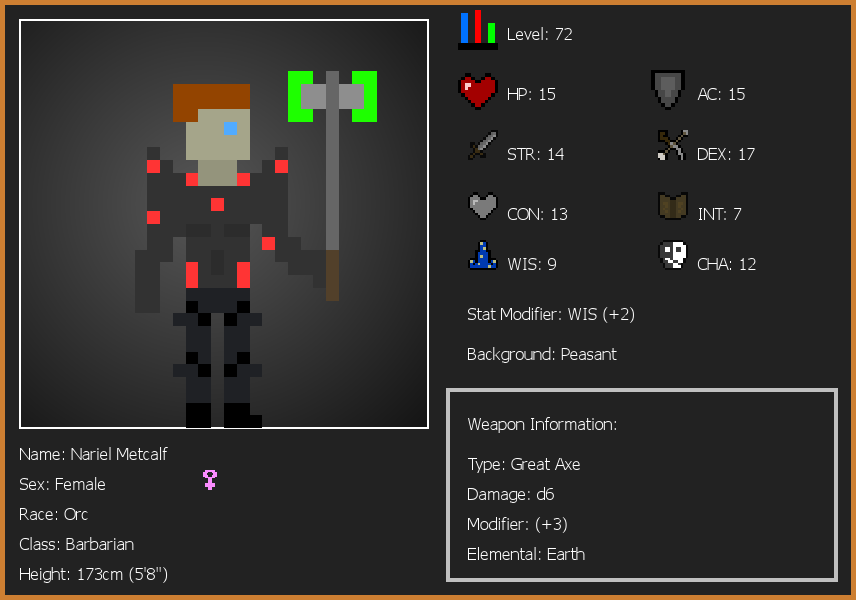 Level: 72
HP: 15
AC: 15
STR: 14
DEX: 17
CON: 13
INT: 7
WIS: 9
CHA: 12
Stat Modifier: WIS (+2)
Background: Peasant
Weapon Information:
Type: Great Axe
Damage: d6
Modifier: (+3)
Elemental: Earth
Name: Nariel Metcalf
Sex: Female
Race: Orc
Class: Barbarian
Height: 173cm (5'8")